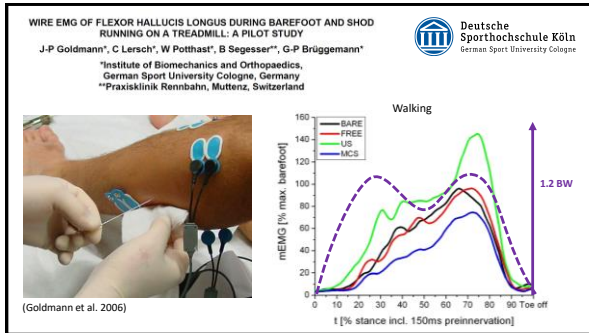 WIRE EMG OF FLEXOR HALLUCIS LONGUS DURING BAREFOOT AND SHOD
RUNNING ON A TREADMILL: A PILOT STUDY
J-P Goldmann*, C Lersch*, W Potthast*, B Segesser**, G-P Brüggemann*
*Institute of Biomechanics and Orthopaedics,
German Sport University Cologne, Germany
**Praxisklinik Rennbahn, Muttenz, Switzerland
Deutsche
Sporthochschule Köln
German Sport University Cologne
(Goldmann et al. 2006)
Walking
mEMG [% max. barefoot]
160
140
120
100
80
60
40
20
0
BARE
FREE
US
MCS
0 10 20 30 40 50 60 70 80 90 100 Toe off
t [% stance incl. 150ms preinnervation]
1.2 BW